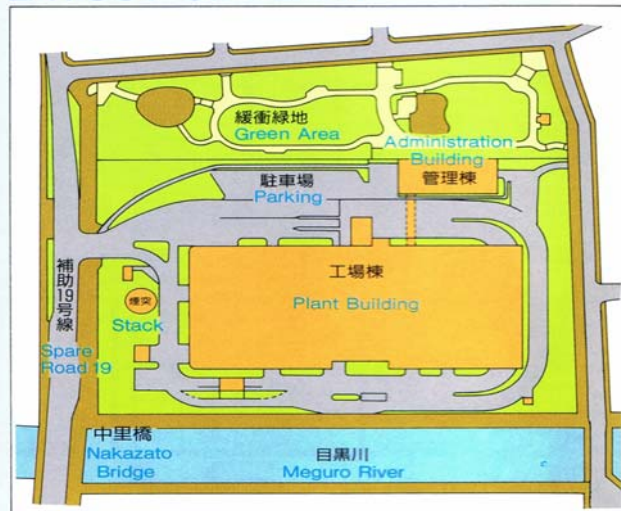 緩衝緑地
Green Area
Administration
Building
管理棟
駐車場
Parking
工場棟
Plant Building
煙突
Stack
補助19号線
Spare
Road 19
中里橋
Nakazato
Bridge
目黒川
Meguro River